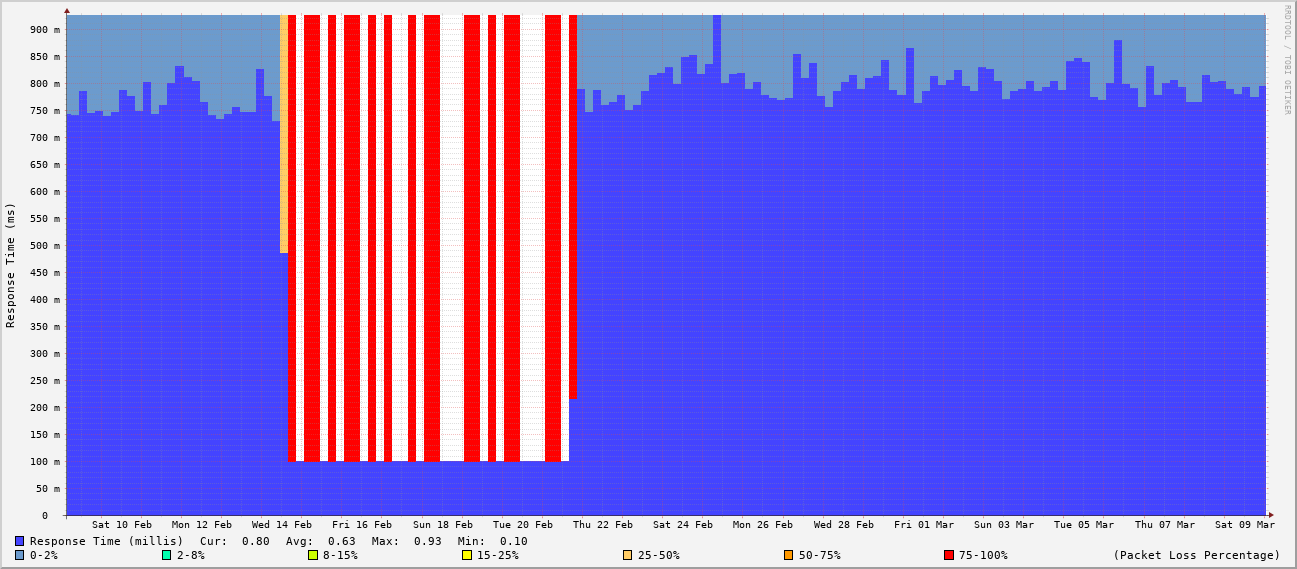 RRDTOOL / TOBI OETIKER
Response Time (ms)
900 m
850 m
800 m
750 m
700 m
650 m
600 m
550 m
500 m
450 m
400 m
350 m
300 m
250 m
200 m
150 m
100 m
50 m
0
Sat 10 Feb Mon 12 Feb Wed 14 Feb Fri 16 Feb Sun 18 Feb Tue 20 Feb Thu 22 Feb Sat 24 Feb Mon 26 Feb Wed 28 Feb Fri 01 Mar Sun 03 Mar Tue 05 Mar Thu 07 Mar Sat 09 Mar
Response Time (millis) Cur: 0.80 Avg: 0.63 Max: 0.93 Min: 0.10
0-2% 2-8% 8-15% 15-25% 25-50% 50-75% 75-100% (Packet Loss Percentage)